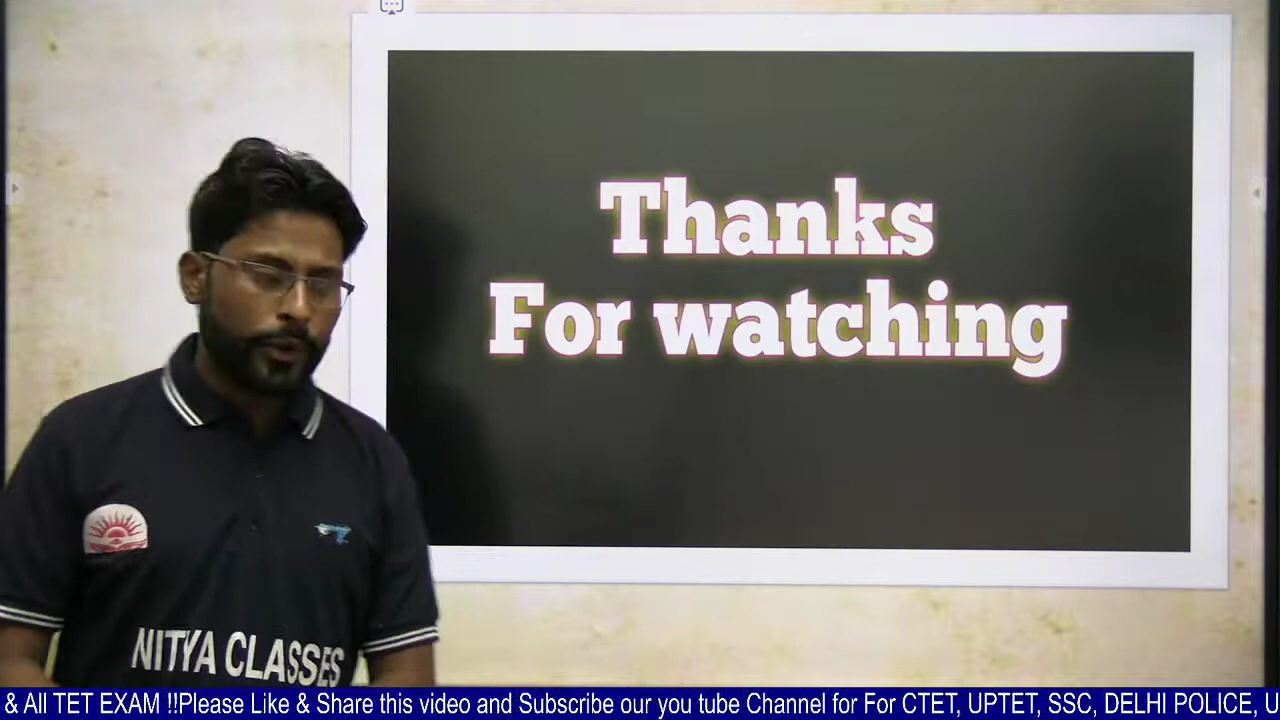 Thanks
For watching
NITYA CLASSES
& All TET EXAM !!Please Like & Share this video and Subscribe our you tube Channel for For CTET, UPTET, SSC, DELHI POLICE, U